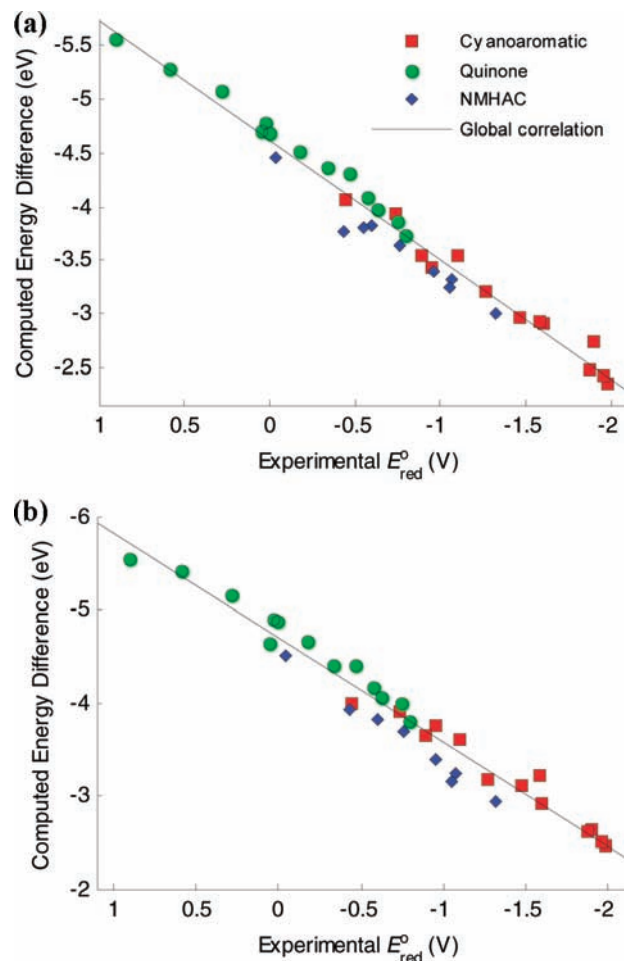 (a)
-5.5
-5
-4.5
-4
-3.5
-3
-2.5
Computed Energy Difference (eV)
Cyanoaromatic
Quinone
NMHAC
Global correlation
1
0.5
0
-0.5
-1
-1.5
-2
Experimental E°red (V)
(b)
-6
-5
-4
-3
-2
Computed Energy Difference (eV)
1
0.5
0
-0.5
-1
-1.5
-2
Experimental E°red (V)